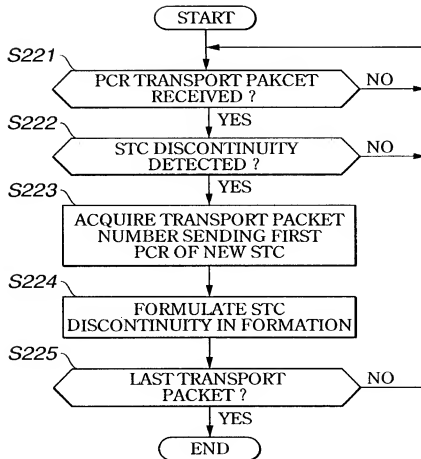 START
S221
PCR TRANSPORT PAKCET
RECEIVED ?
NO
YES
S222
STC DISCONTINUITY
DETECTED ?
NO
YES
S223
ACQUIRE TRANSPORT PACKET
NUMBER SENDING FIRST
PCR OF NEW STC
S224
FORMULATE STC
DISCONTINUITY IN FORMATION
S225
LAST TRANSPORT
PACKET ?
NO
YES
END